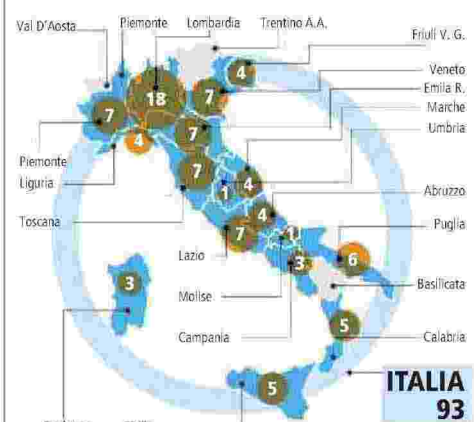 Val D'Aosta
Piemonte
Lombardia
Trentino A.A.
Friuli V. G.
Veneto
Emilia R.
Marche
Umbria
4
18
7
7
7
4
Piemonte
Liguria
7
1
4
Abruzzo
Toscana
4
Puglia
7
1
Lazio
3
6
3
Basilicata
Molise
5
Campania
Calabria
5
ITALIA
93